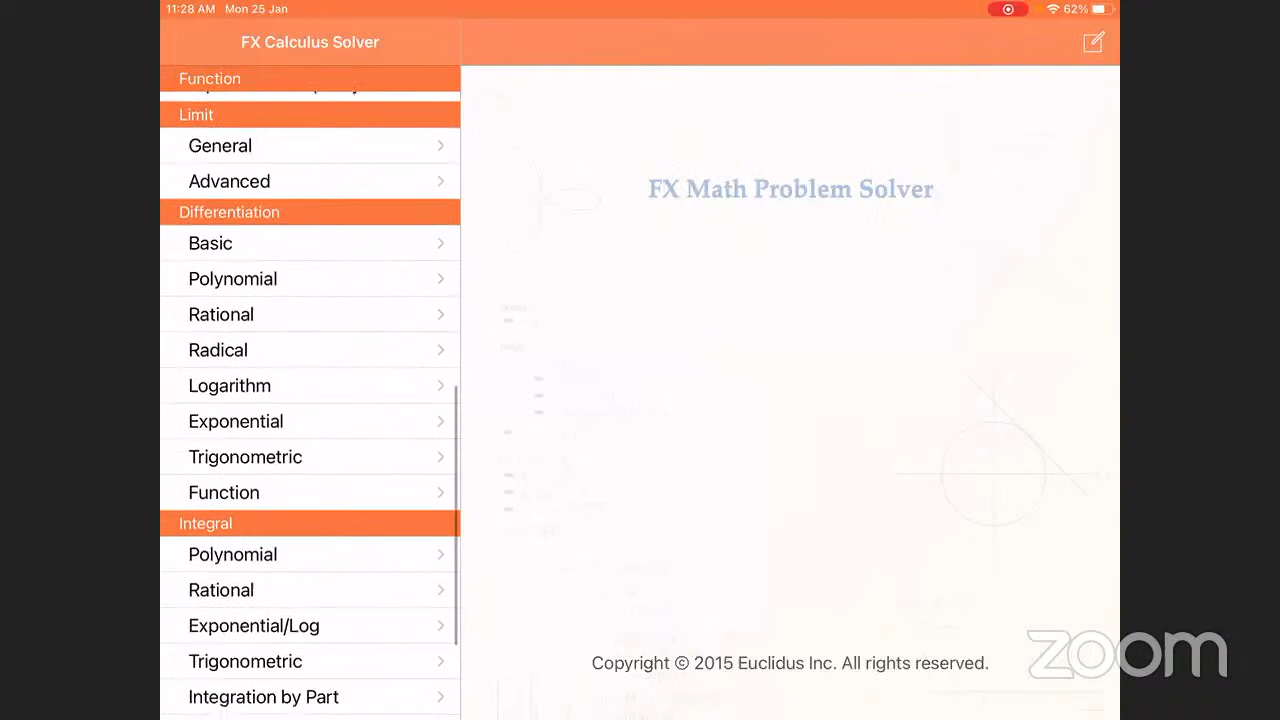 11:28 AM Mon 25 Jan
62%
FX Calculus Solver
Function
Limit
General
Advanced
Differentiation
Basic
Polynomial
Rational
Radical
Logarithm
Exponential
Trigonometric
Function
Integral
Polynomial
Rational
Exponential/Log
Trigonometric
Integration by Part
FX Math Problem Solver
Copyright © 2015 Euclidus Inc. All rights reserved.
zoom